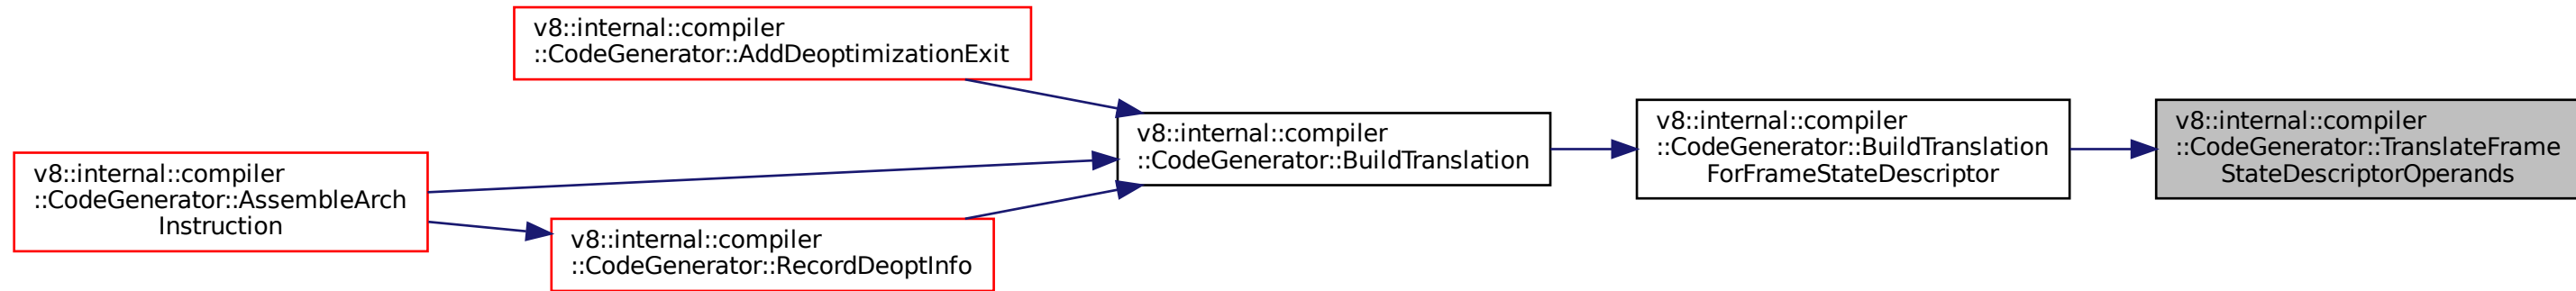 v8::internal::compiler
::CodeGenerator::AddDeoptimizationExit
v8::internal::compiler
::CodeGenerator::AssembleArch
Instruction
v8::internal::compiler
::CodeGenerator::RecordDeoptInfo
v8::internal::compiler
::CodeGenerator::BuildTranslation
v8::internal::compiler
::CodeGenerator::BuildTranslation
ForFrameStateDescriptor
v8::internal::compiler
::CodeGenerator::TranslateFrame
StateDescriptorOperands